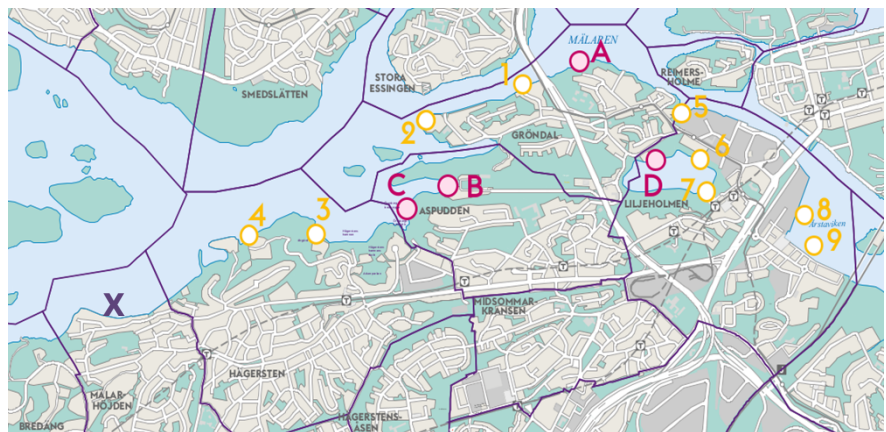 MÄLAREN
A
STORA
ESSINGEN
REIMERS-
HOLME
SMEDSLÄTTEN
1
2
5
GRÖNDAL
6
C
B
D
7
ASPUDDEN
LILJEHOLMEN
4
3
8
Årstaviken
9
X
MIDSOMMAR-
KRANSEN
HÄGERSTEN
MÄLAR-
HÖJDEN
HÄGERSTENS-
ÅSEN
BREDÄNG
T
T
T
T
T
T
T
T
T
T